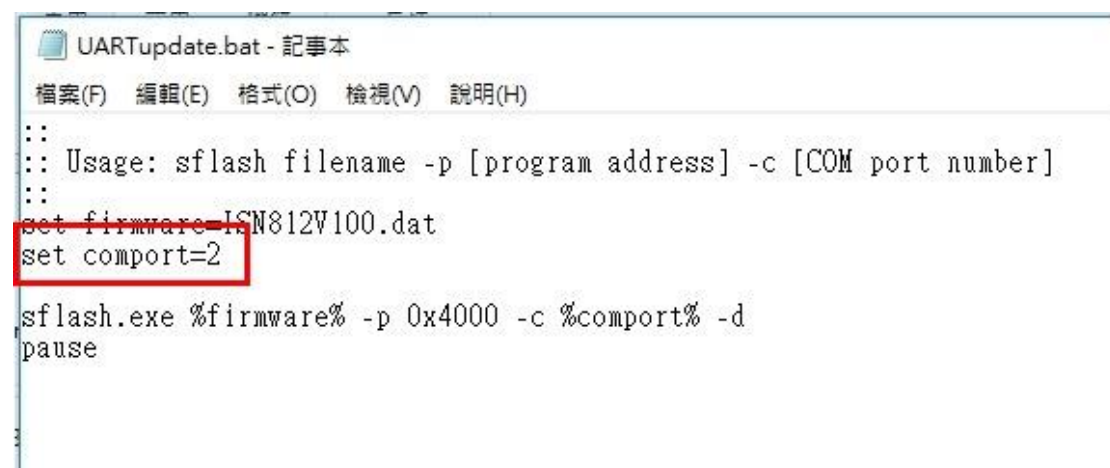 UARTupdate.bat - 記事本
檔案(F) 編輯(E) 格式(O) 檢視(V) 說明(H)
::
:: Usage: sflash filename -p [program address] -c [COM port number]
::
set firmware=ISN812V100.dat
set comport=2
sflash.exe %firmware% -p 0x4000 -c %comport% -d
pause